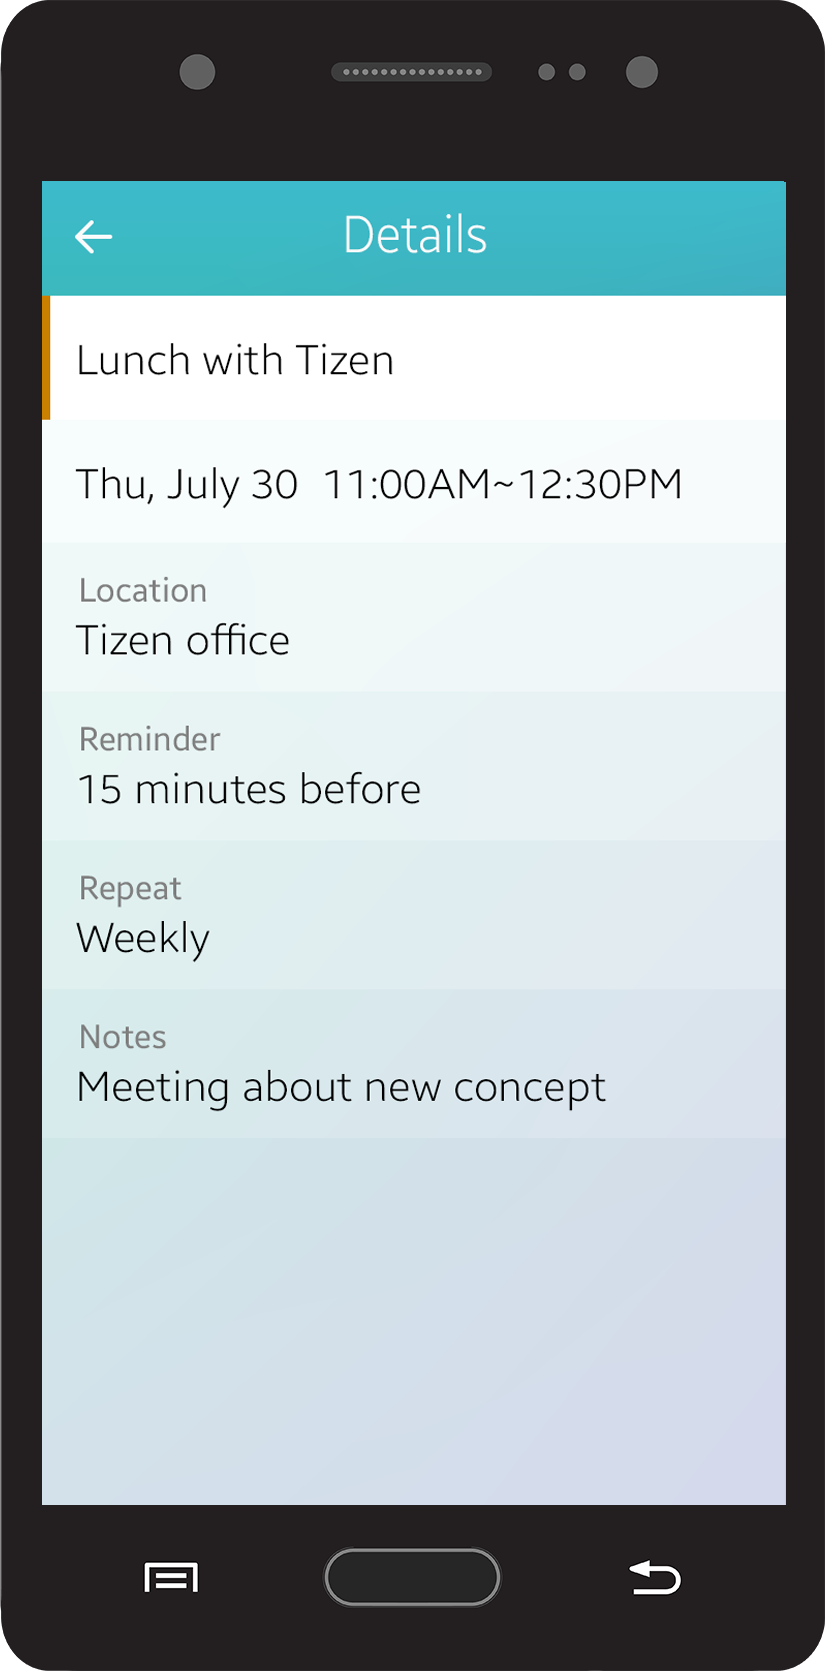 Details
Lunch with Tizen
Thu, July 30  11:00AM~12:30PM
Location
Tizen office
Reminder
15 minutes before
Repeat
Weekly
Notes
Meeting about new concept